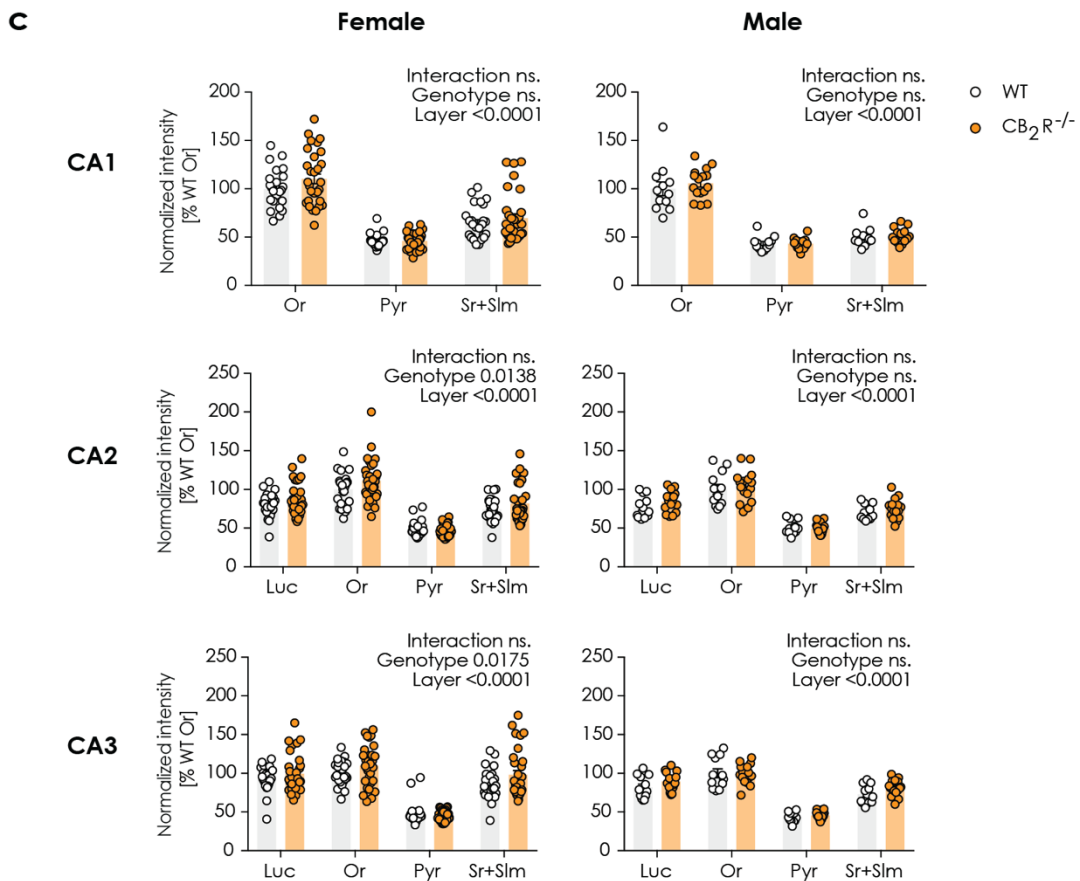 C
Female
Male
WT
CB2R-/-
CA1
Normalized intensity
[% WT Or]
200
150
100
50
0
Interaction ns.
Genotype ns.
Layer <0.0001
Or
Pyr
Sr+Slm
200
150
100
50
0
Interaction ns.
Genotype ns.
Layer <0.0001
Or
Pyr
Sr+Slm
CA2
Normalized intensity
[% WT Or]
250
200
150
100
50
0
Interaction ns.
Genotype 0.0138
Layer <0.0001
Luc
Or
Pyr
Sr+Slm
250
200
150
100
50
0
Interaction ns.
Genotype ns.
Layer <0.0001
Luc
Or
Pyr
Sr+Slm
CA3
Normalized intensity
[% WT Or]
250
200
150
100
50
0
Interaction ns.
Genotype 0.0175
Layer <0.0001
Luc
Or
Pyr
Sr+Slm
250
200
150
100
50
0
Interaction ns.
Genotype ns.
Layer <0.0001
Luc
Or
Pyr
Sr+Slm